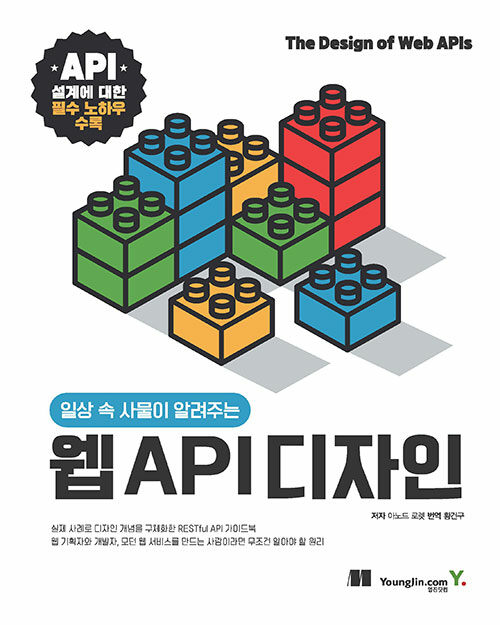 The Design of Web APIs
API
설계에 대한
필수 노하우
수록
일상 속 사물이 알려주는
웹 API 디자인
저자 아노드 로렛 번역 황건구
실제 사례로 디자인 개념을 구체화한 RESTful API 가이드북
웹 기획자와 개발자, 모던 웹 서비스를 만드는 사람이라면 무조건 알아야 할 원리
YoungJin.com Y.
영진닷컴